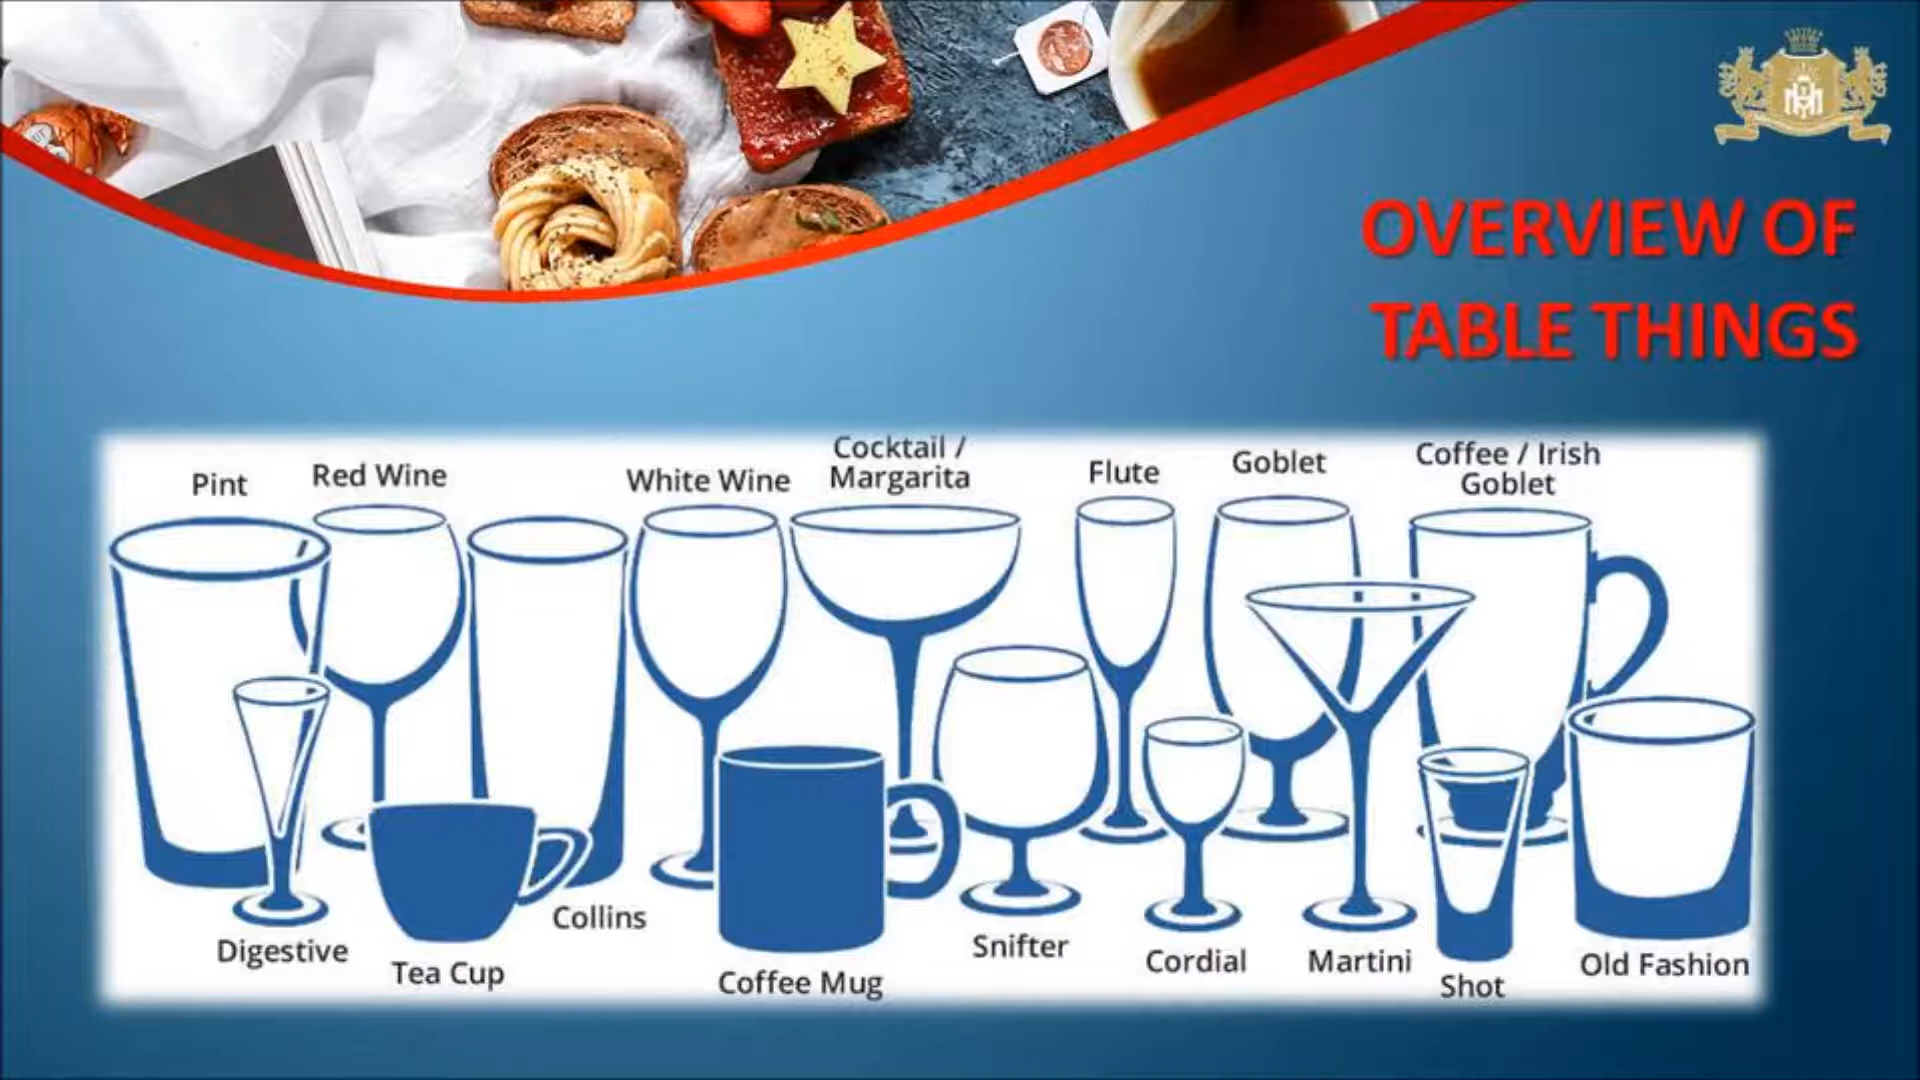 OVERVIEW OF
TABLE THINGS
Pint
Red Wine
White Wine
Cocktail /
Margarita
Flute
Goblet
Coffee / Irish
Goblet
Digestive
Tea Cup
Collins
Coffee Mug
Snifter
Cordial
Martini
Shot
Old Fashion